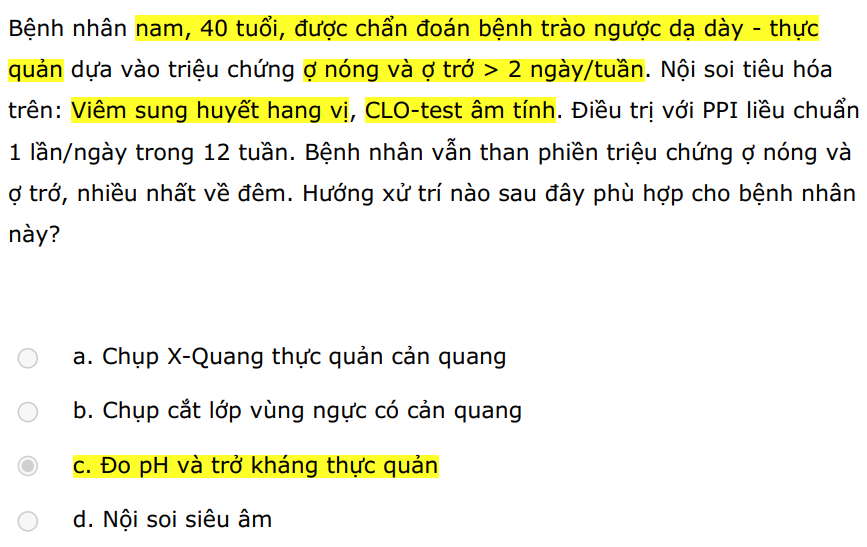 Bệnh nhân nam, 40 tuổi, được chẩn đoán bệnh trào ngược dạ dày - thực
quản dựa vào triệu chứng ợ nóng và ợ trớ > 2 ngày/tuần. Nội soi tiêu hóa
trên: Viêm sung huyết hang vị, CLO-test âm tính. Điều trị với PPI liều chuẩn
1 lần/ngày trong 12 tuần. Bệnh nhân vẫn than phiền triệu chứng ợ nóng và
ợ trớ, nhiều nhất về đêm. Hướng xử trí nào sau đây phù hợp cho bệnh nhân
này?
a. Chụp X-Quang thực quản cản quang
b. Chụp cắt lớp vùng ngực có cản quang
c. Đo pH và trở kháng thực quản
d. Nội soi siêu âm